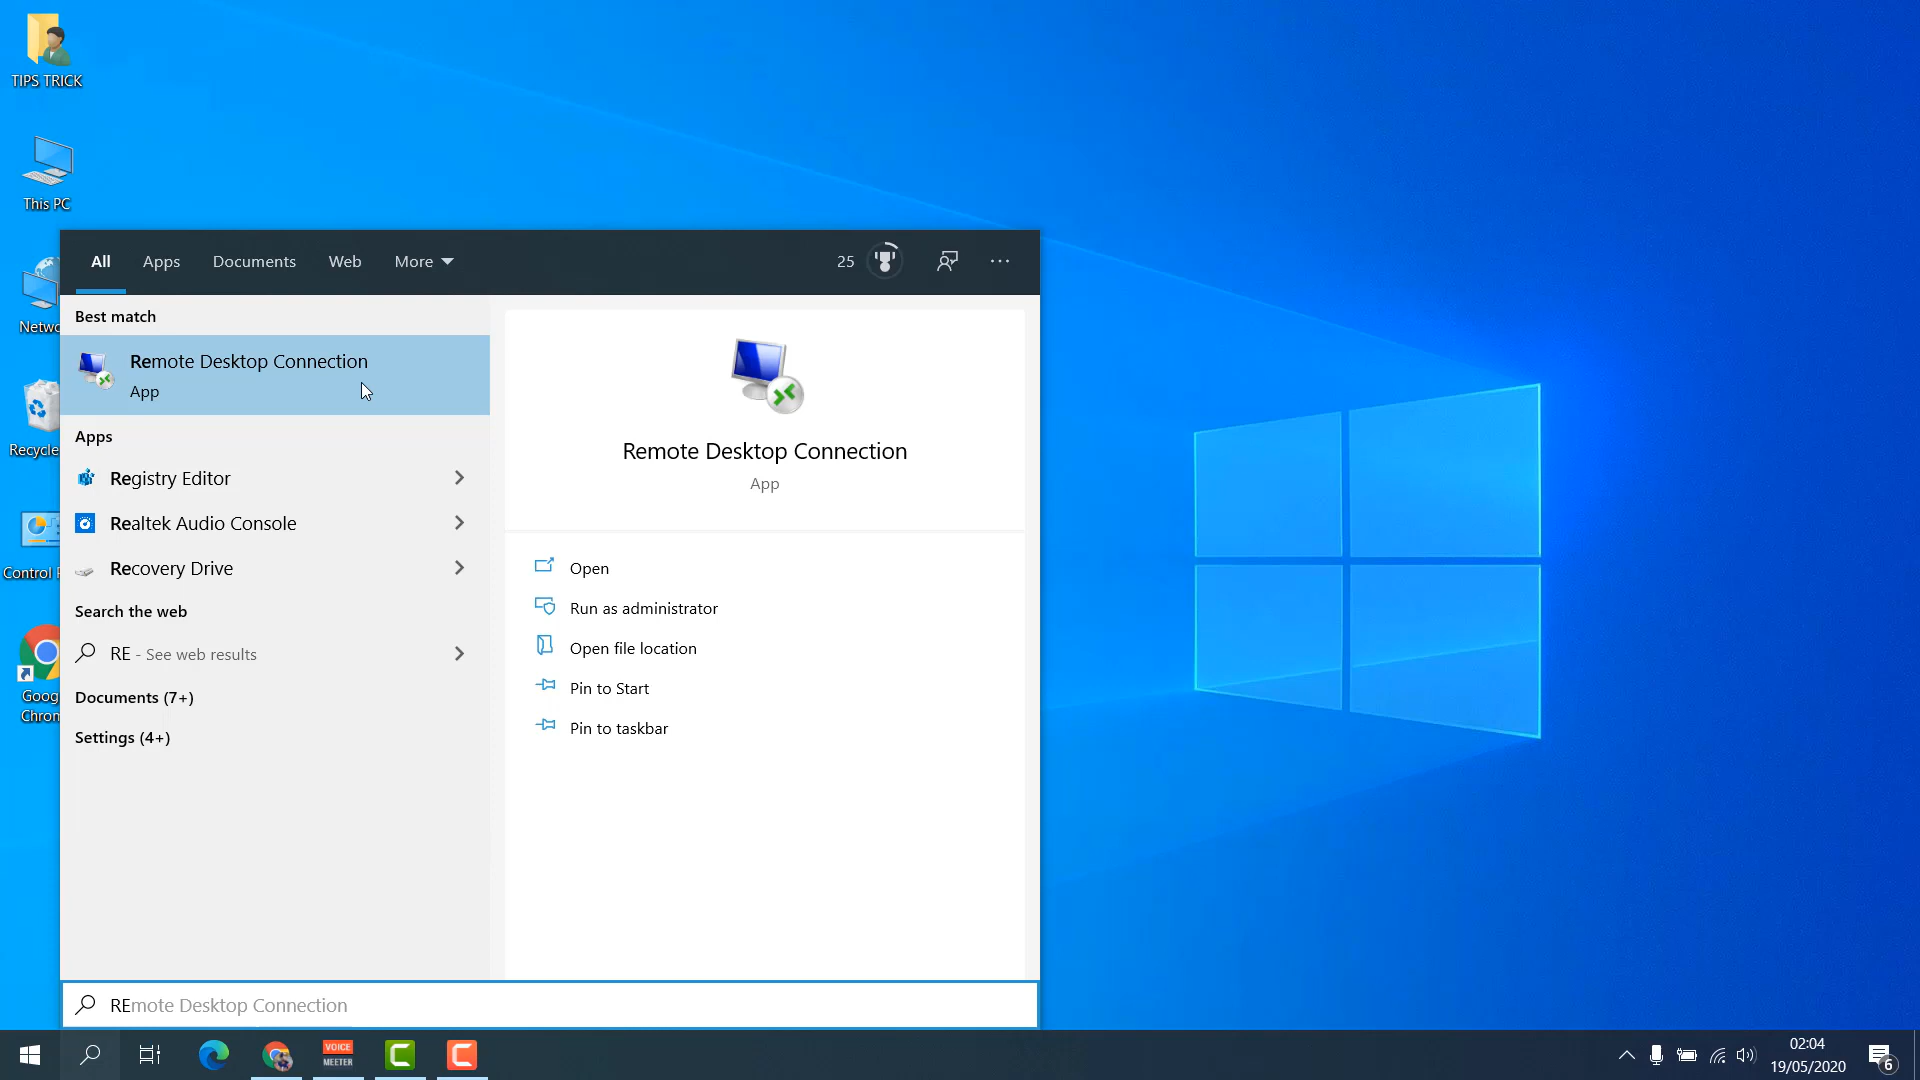 TIPS TRICK
This PC
Netwo
Recycle
Control P
Goog
Chrom
All
Apps
Documents
Web
More
25
Best match
Remote Desktop Connection
App
Apps
Registry Editor
Realtek Audio Console
Recovery Drive
Search the web
RE - See web results
Documents (7+)
Settings (4+)
Remote Desktop Connection
App
Open
Run as administrator
Open file location
Pin to Start
Pin to taskbar
REmote Desktop Connection
VOICE
MEETER
02:04
19/05/2020
6